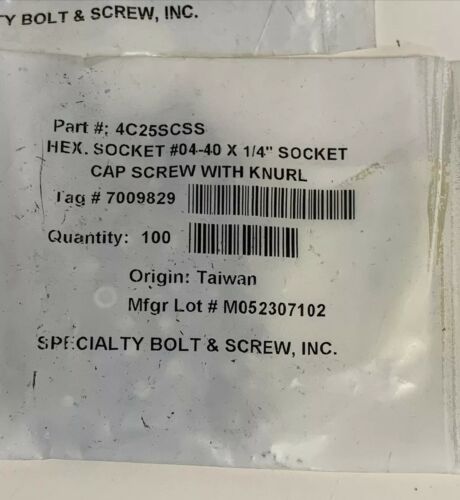 TY BOLT & SCREW, INC.
Part #: 4C25SCSS
HEX. SOCKET #04-40 X 1/4" SOCKET
CAP SCREW WITH KNURL
Tag # 7009829
Quantity: 100
Origin: Taiwan
Mfgr Lot # M052307102
SPECIALTY BOLT & SCREW, INC.